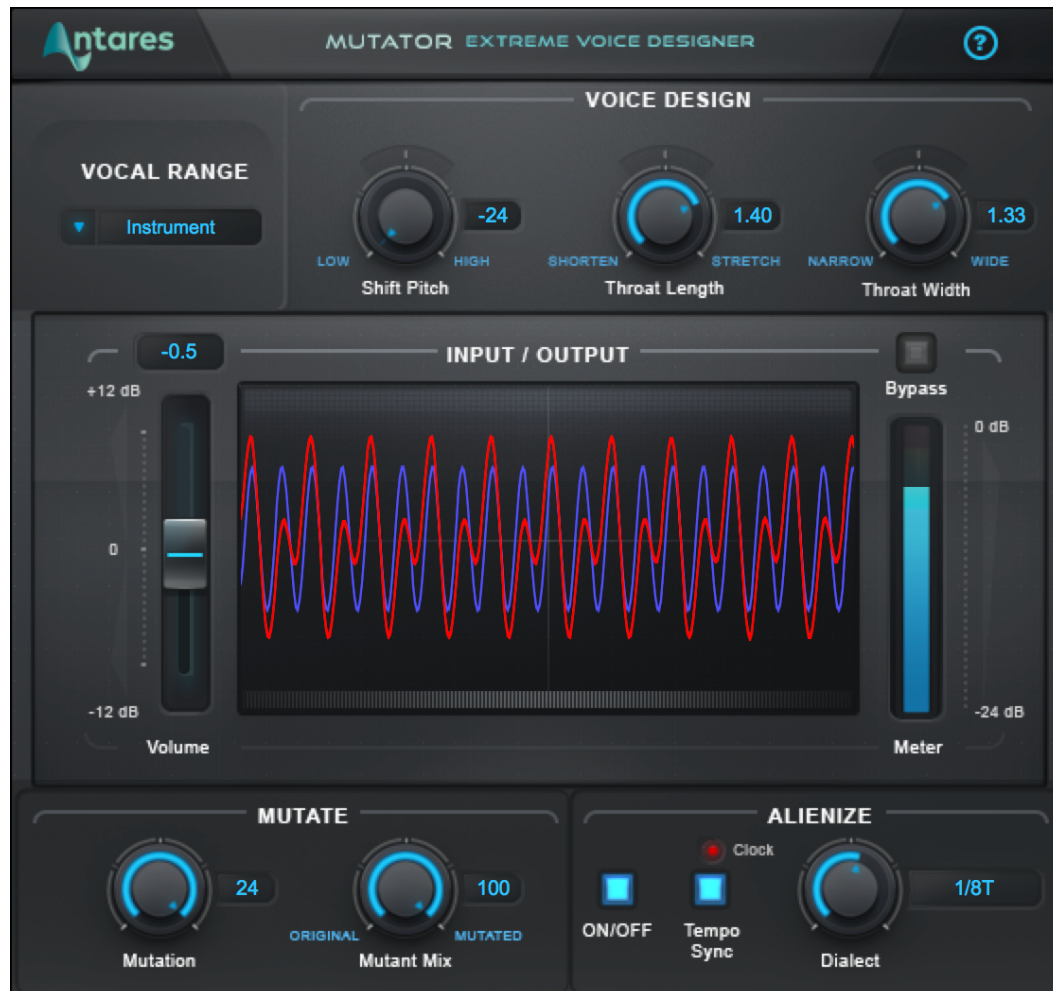 Antares
MUTATOR EXTREME VOICE DESIGNER
?
VOICE DESIGN
VOCAL RANGE
Instrument
-24
LOW
HIGH
Shift Pitch
1.40
SHORTEN
STRETCH
Throat Length
1.33
NARROW
WIDE
Throat Width
-0.5
INPUT / OUTPUT
Bypass
+12 dB
0
-12 dB
Volume
0 dB
-24 dB
Meter
MUTATE
24
Mutation
100
ORIGINAL
MUTATED
Mutant Mix
ALIENIZE
Clock
ON/OFF
Tempo
Sync
1/8T
Dialect